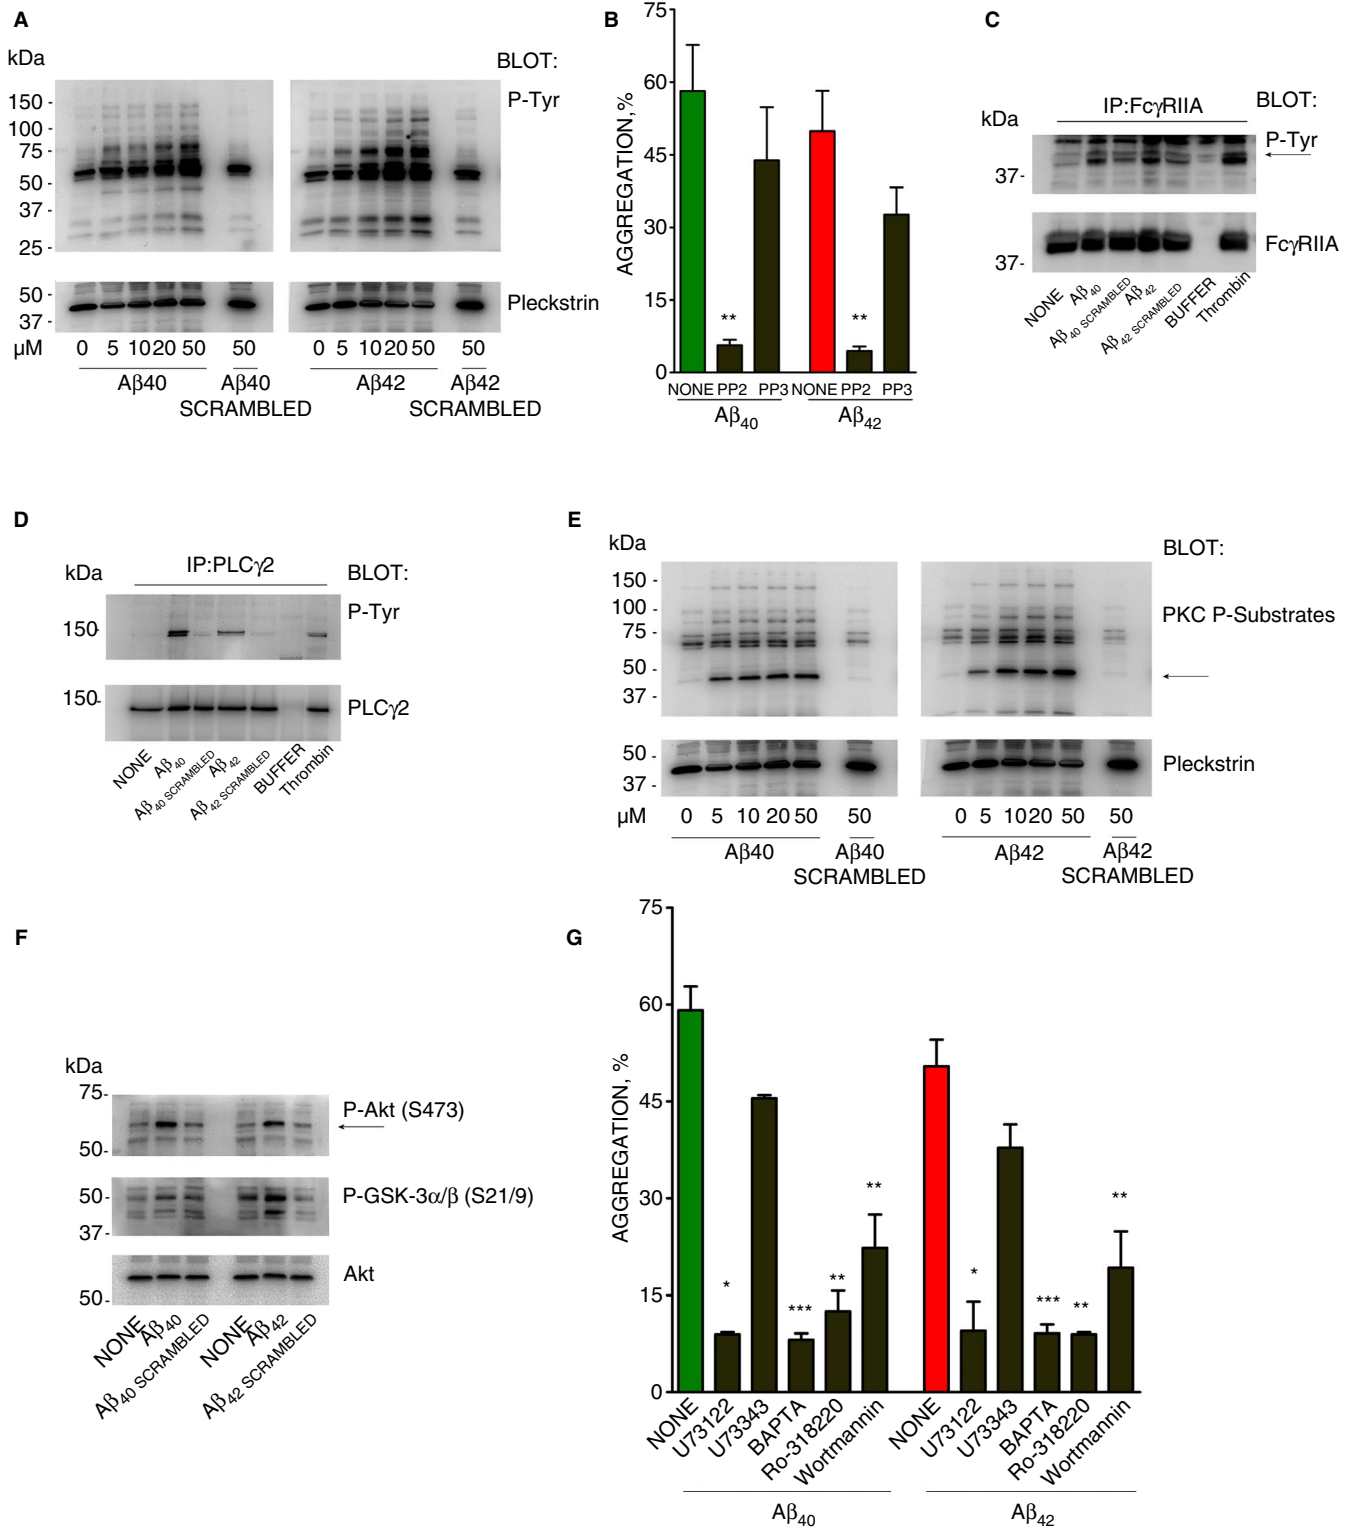 A
kDa
BLOT:
150 -
100 -
75 -
50 -
37 -
25 -
P-Tyr
50 -
37 -
Pleckstrin
µM 0 5 10 20 50 50 0 5 10 20 50 50
Aβ40 Aβ40 Aβ42 Aβ42
SCRAMBLED SCRAMBLED
B
AGGREGATION, %
75
60
45
30
15
0
** **
NONE PP2 PP3 NONE PP2 PP3
Aβ40 Aβ42
C
IP:FcγRIIA
BLOT:
kDa
P-Tyr
37-
FcγRIIA
37-
NONE
Aβ40
Aβ40 SCRAMBLED
Aβ42
Aβ42 SCRAMBLED
BUFFER
Thrombin
D
IP:PLCγ2
kDa
BLOT:
P-Tyr
150-
150-
PLCγ2
NONE
Aβ40
Aβ40 SCRAMBLED
Aβ42
Aβ42 SCRAMBLED
BUFFER
Thrombin
E
kDa
BLOT:
150 -
100 -
75 -
50 -
37 -
PKC P-Substrates
50 -
37 -
Pleckstrin
µM 0 5 10 20 50 50 0 5 10 20 50 50
Aβ40 Aβ40 Aβ42 Aβ42
SCRAMBLED SCRAMBLED
F
kDa
75-
50-
P-Akt (S473)
50-
37-
P-GSK-3α/β (S21/9)
Akt
50-
NONE
Aβ40
Aβ40 SCRAMBLED
NONE
Aβ42
Aβ42 SCRAMBLED
G
AGGREGATION, %
75
60
45
30
15
0
* *** ** ** * *** ** **
NONE
U73122
U73343
BAPTA
Ro-318220
Wortmannin
NONE
U73122
U73343
BAPTA
Ro-318220
Wortmannin
Aβ40 Aβ42